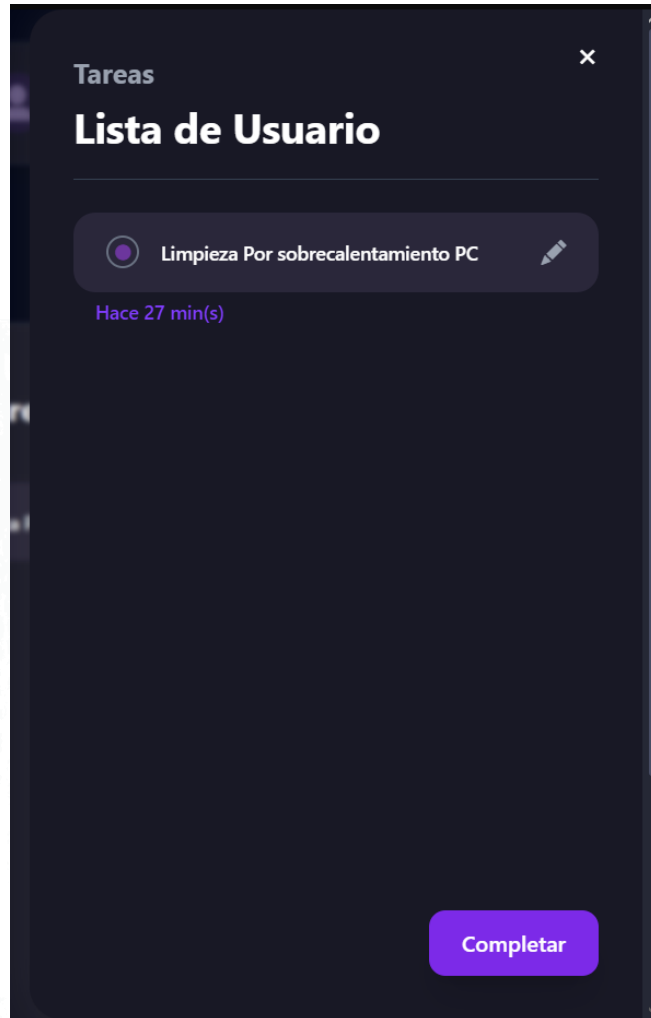 Tareas
Lista de Usuario
Limpieza Por sobrecalentamiento PC
Hace 27 min(s)
Completar